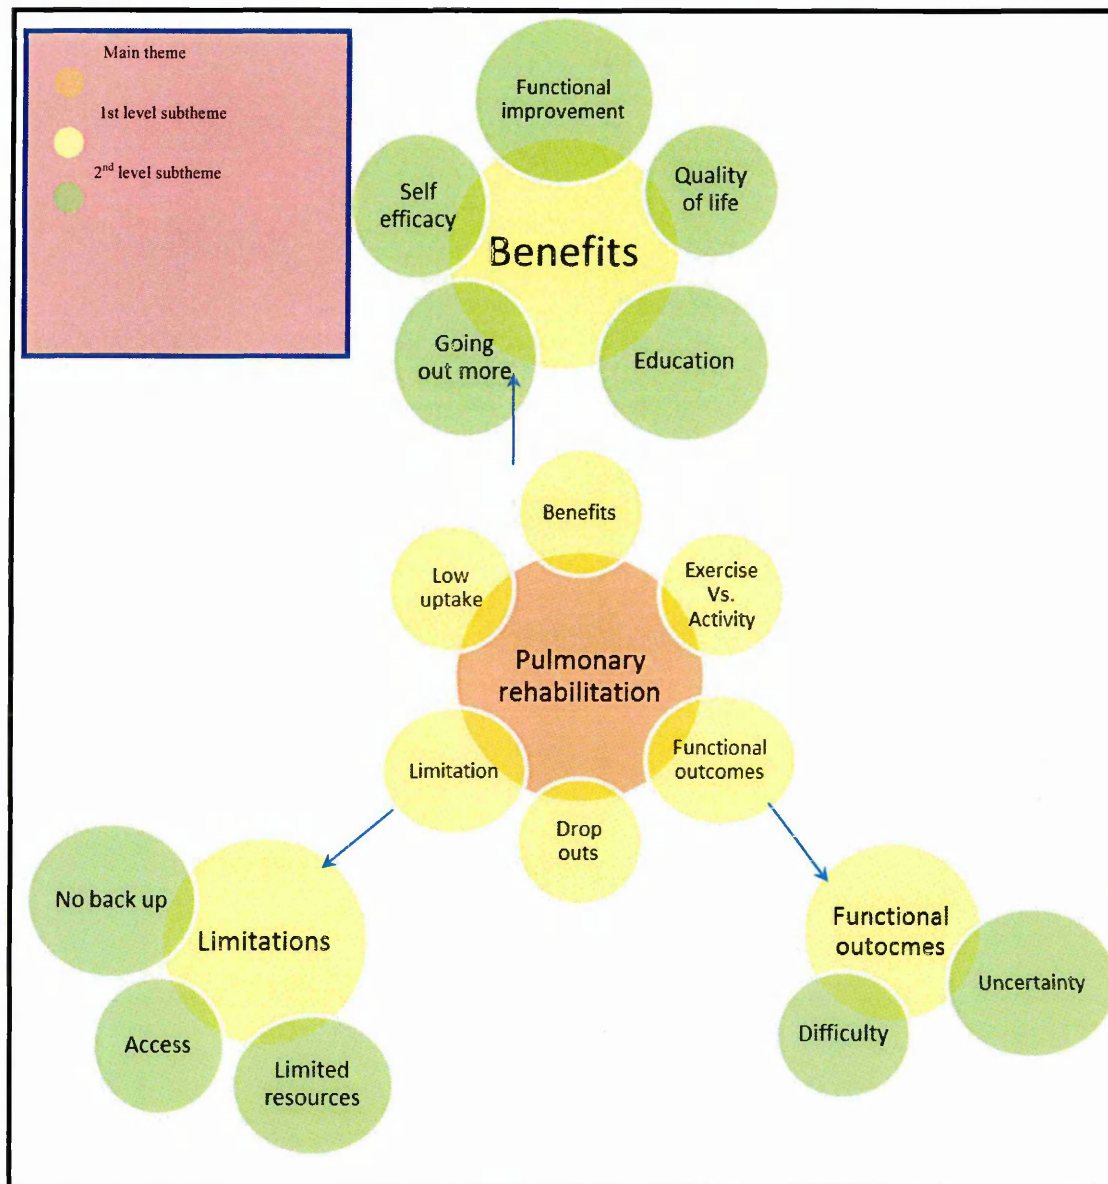 Main theme
1st level subtheme
2nd level subtheme
Functional
improvement
Self
efficacy
Quality
of life
Benefits
Going
out more
Education
Benefits
Low
uptake
Exercise
Vs.
Activity
Pulmonary
rehabilitation
Limitation
Functional
outcomes
Drop
outs
No back up
Limitations
Access
Limited
resources
Functional
outocmes
Uncertainty
Difficulty